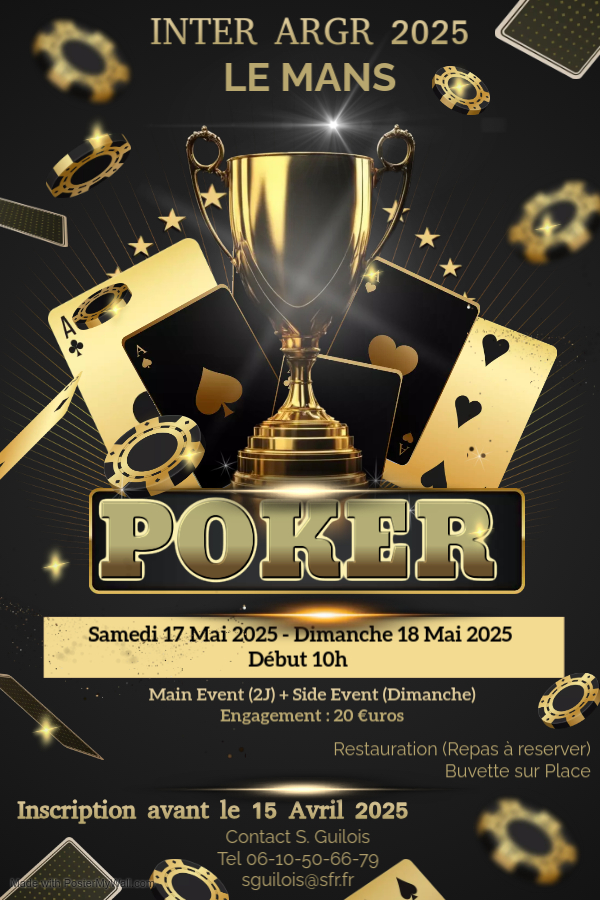 INTER ARGR 2025
LE MANS
A
A
A
POKER
Samedi 17 Mai 2025 - Dimanche 18 Mai 2025
Début 10h
Main Event (2J) + Side Event (Dimanche)
Engagement : 20 €uros
Restauration (Repas à reserver)
Buvette sur Place
Inscription avant le 15 Avril 2025
Contact S. Guilois
Tel 06-10-50-66-79
sguilois@sfr.fr
Made with PosterMyWall.com